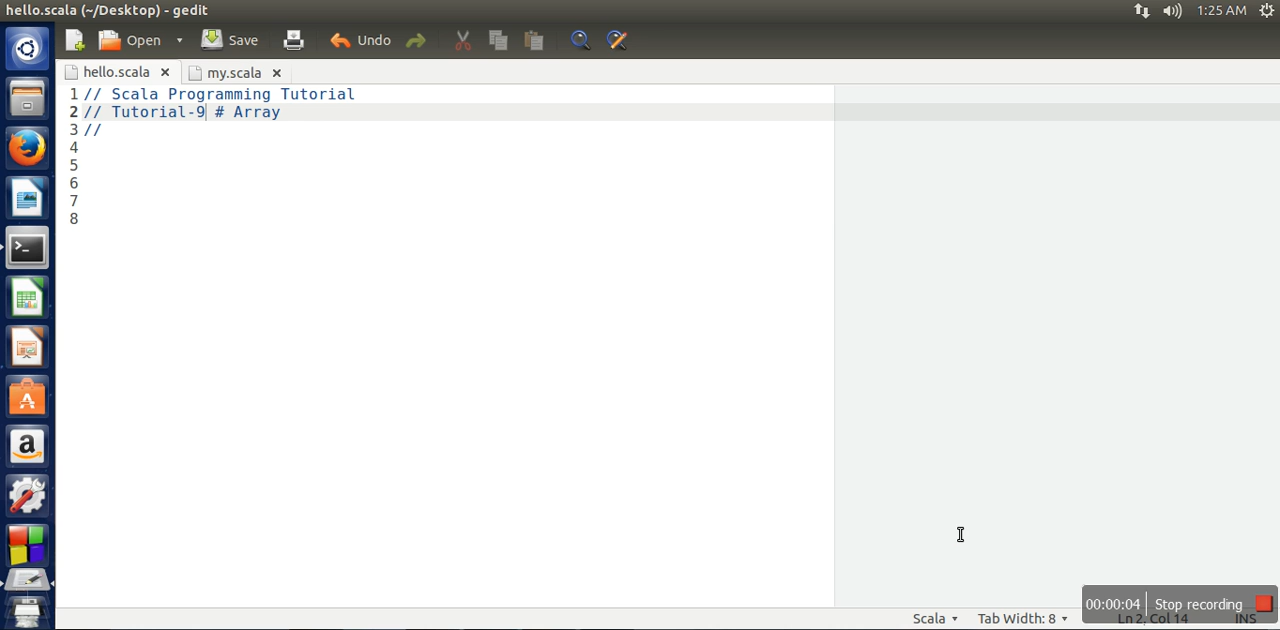 hello.scala (~/Desktop) - gedit
1:25 AM
Open
Save
Undo
hello.scala
my.scala
1 // Scala Programming Tutorial
2 // Tutorial-9 # Array
3 //
4
5
6
7
8
00:00:04 Stop recording
Scala Tab Width: 8 Ln 2, Col 14 INS